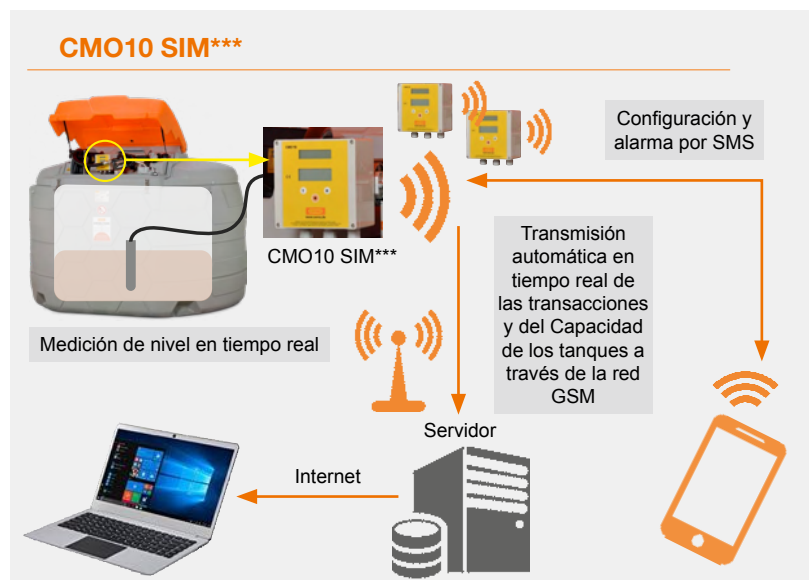 CMO10 SIM***
Configuración y
alarma por SMS
CMO10 SIM***
Medición de nivel en tiempo real
Transmisión
automática en
tiempo real de
las transacciones
y del Capacidad
de los tanques a
través de la red
GSM
Servidor
Internet